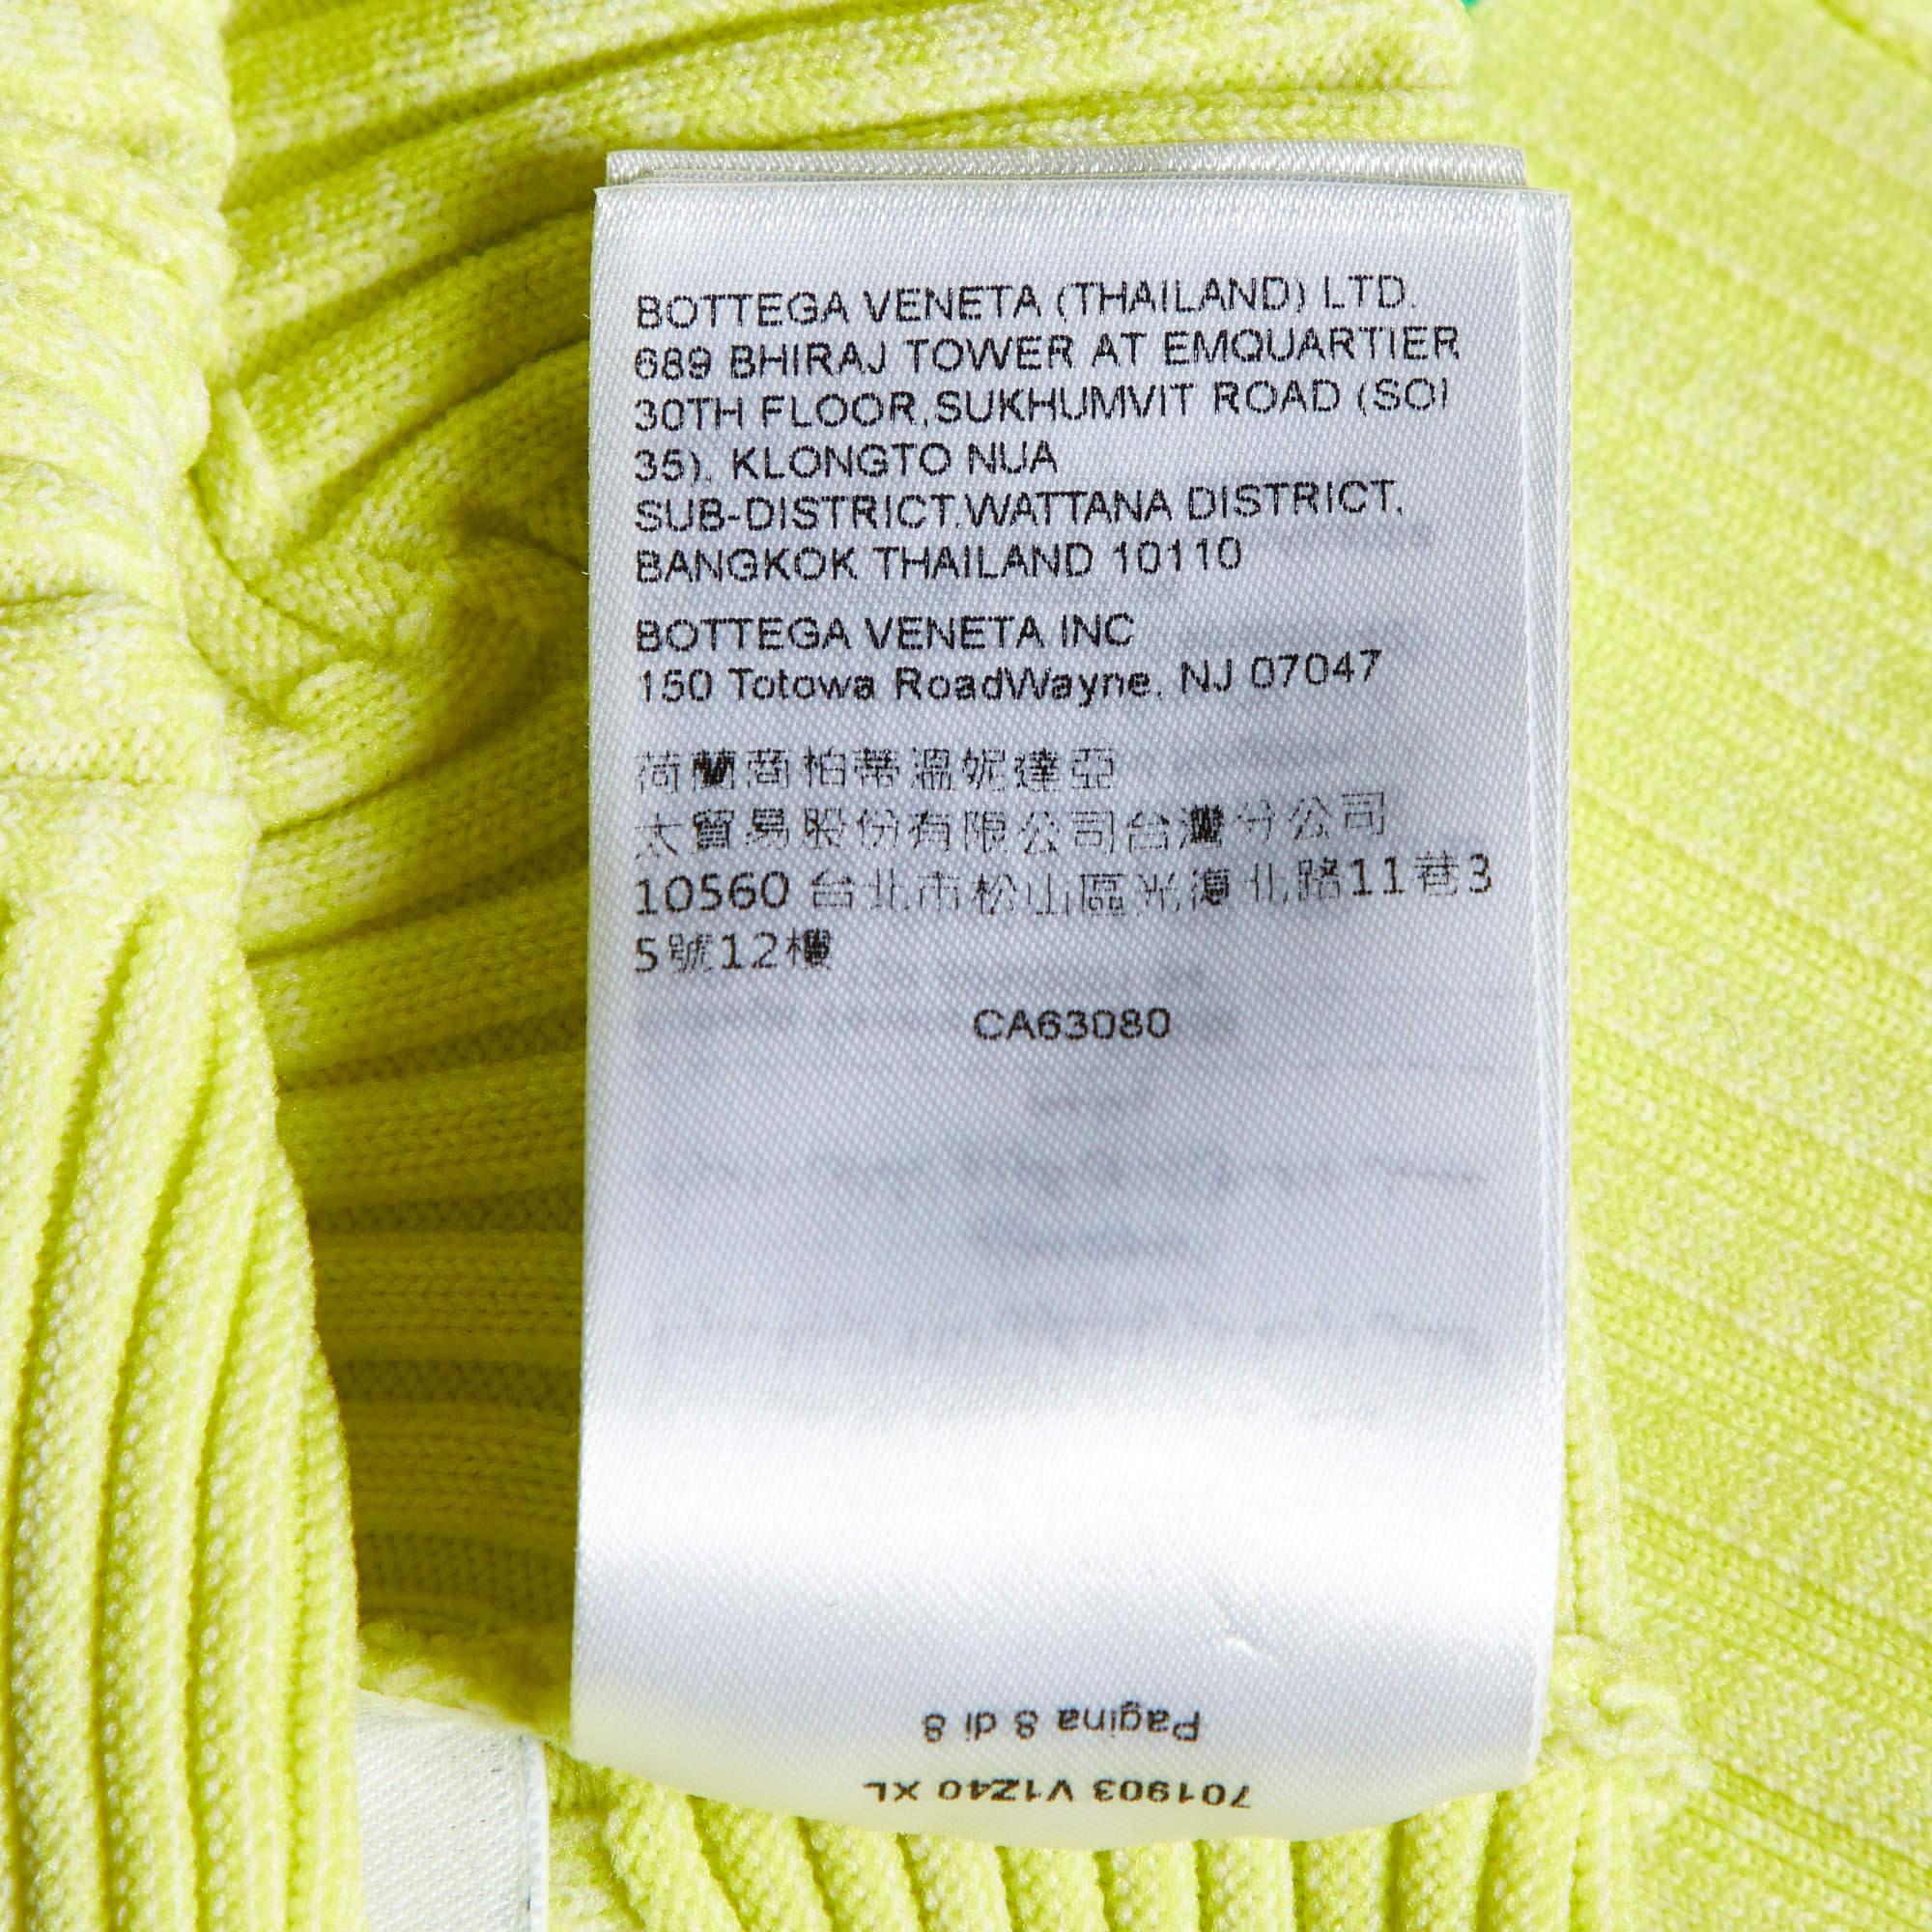 BOTTEGA VENETA (THAILAND) LTD.
689 BHIRAJ TOWER AT EMQUARTIER
30TH FLOOR,SUKHUMVIT ROAD (SOI
35), KLONGTO NUA
SUB-DISTRICT,WATTANA DISTRICT,
BANGKOK THAILAND 10110
BOTTEGA VENETA INC
150 Totowa RoadWayne, NJ 07047
荷蘭商柏蒂溫妮達亞
太貿易股份有限公司台灣分公司
10560 台北市松山區光復北路11巷3
5號12樓
CA63080
Pagina 8 di 8
701903 V1Z40 XL